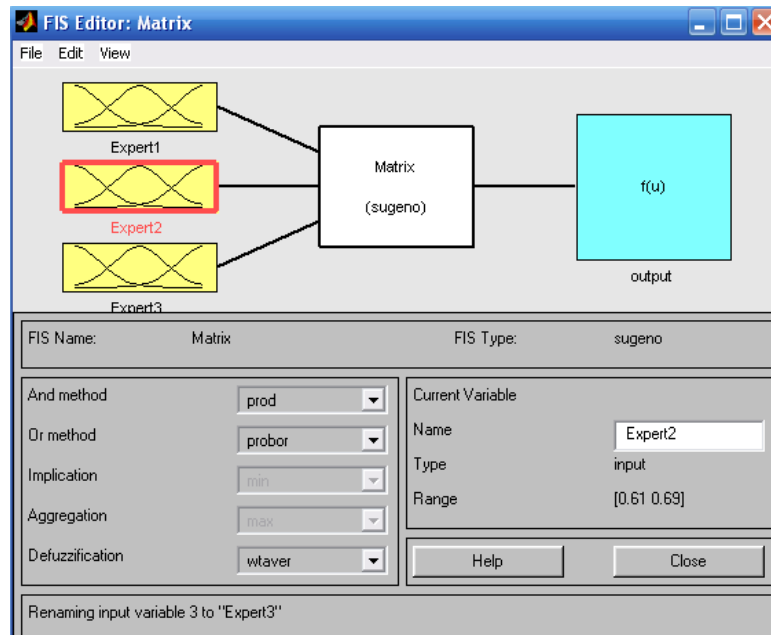 FIS Editor: Matrix
File Edit View
Expert1
Expert2
Expert3
Matrix
(sugeno)
f(u)
output
FIS Name: Matrix FIS Type: sugeno
And method prod
Or method probor
Implication min
Aggregation max
Defuzzification wtaver
Current Variable
Name Expert2
Type input
Range [0.61 0.69]
Help Close
Renaming input variable 3 to "Expert3"